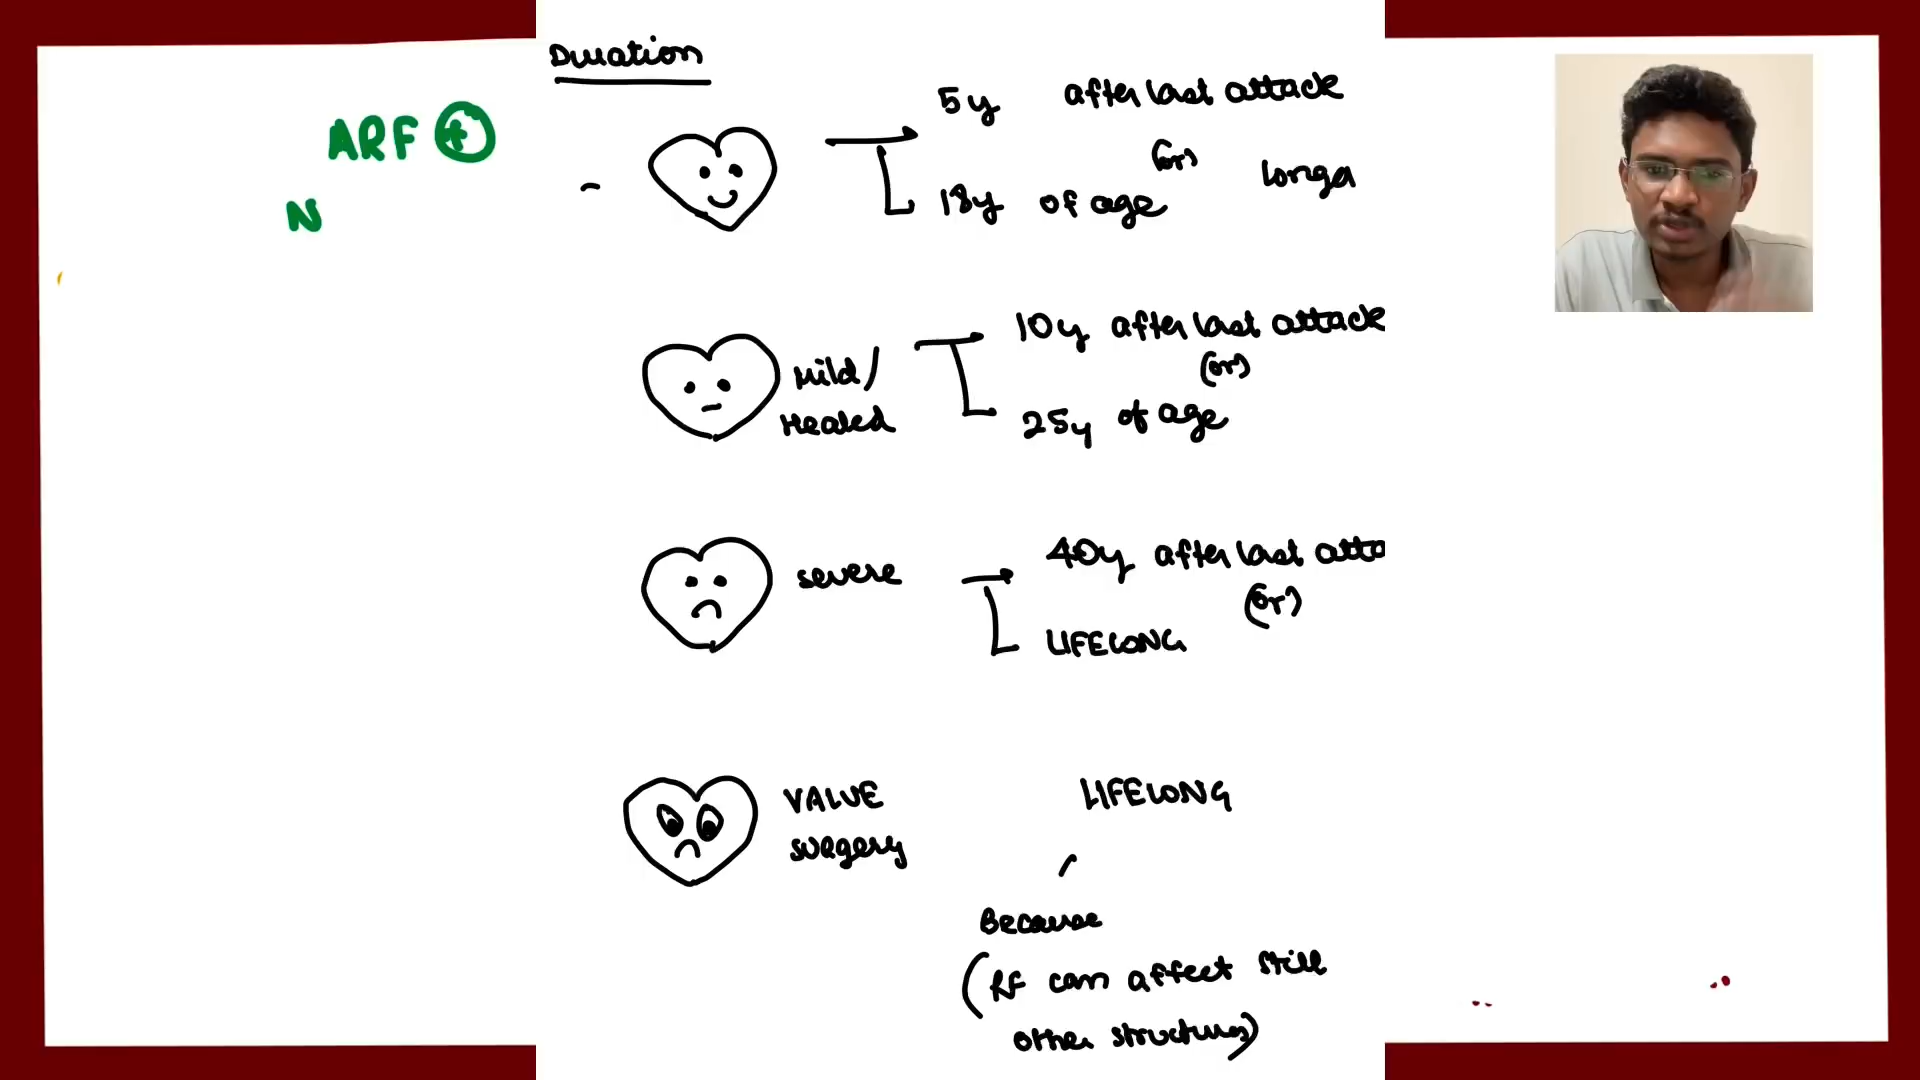 Duration
ARF +
N
5y after last attack
(or) longer
18y of age
Mild/
Healed
10y after last attack
(or)
25y of age
severe
40y after last atta
(or)
LIFELONG
VALVE
surgery
LIFELONG
Because
(RF can affect still
other structures)